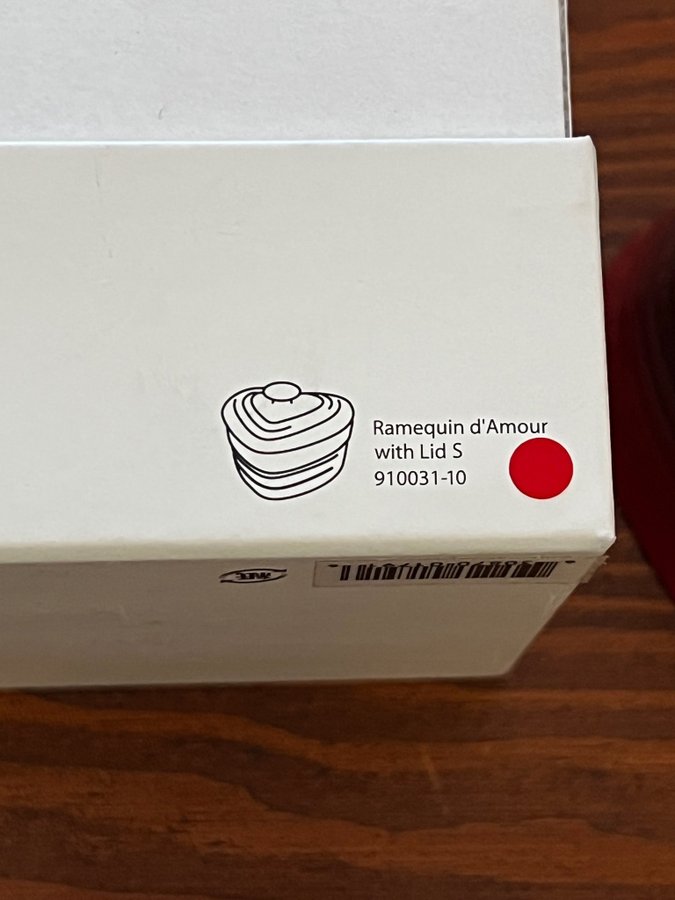 Ramequin d'Amour
with Lid S
910031-10